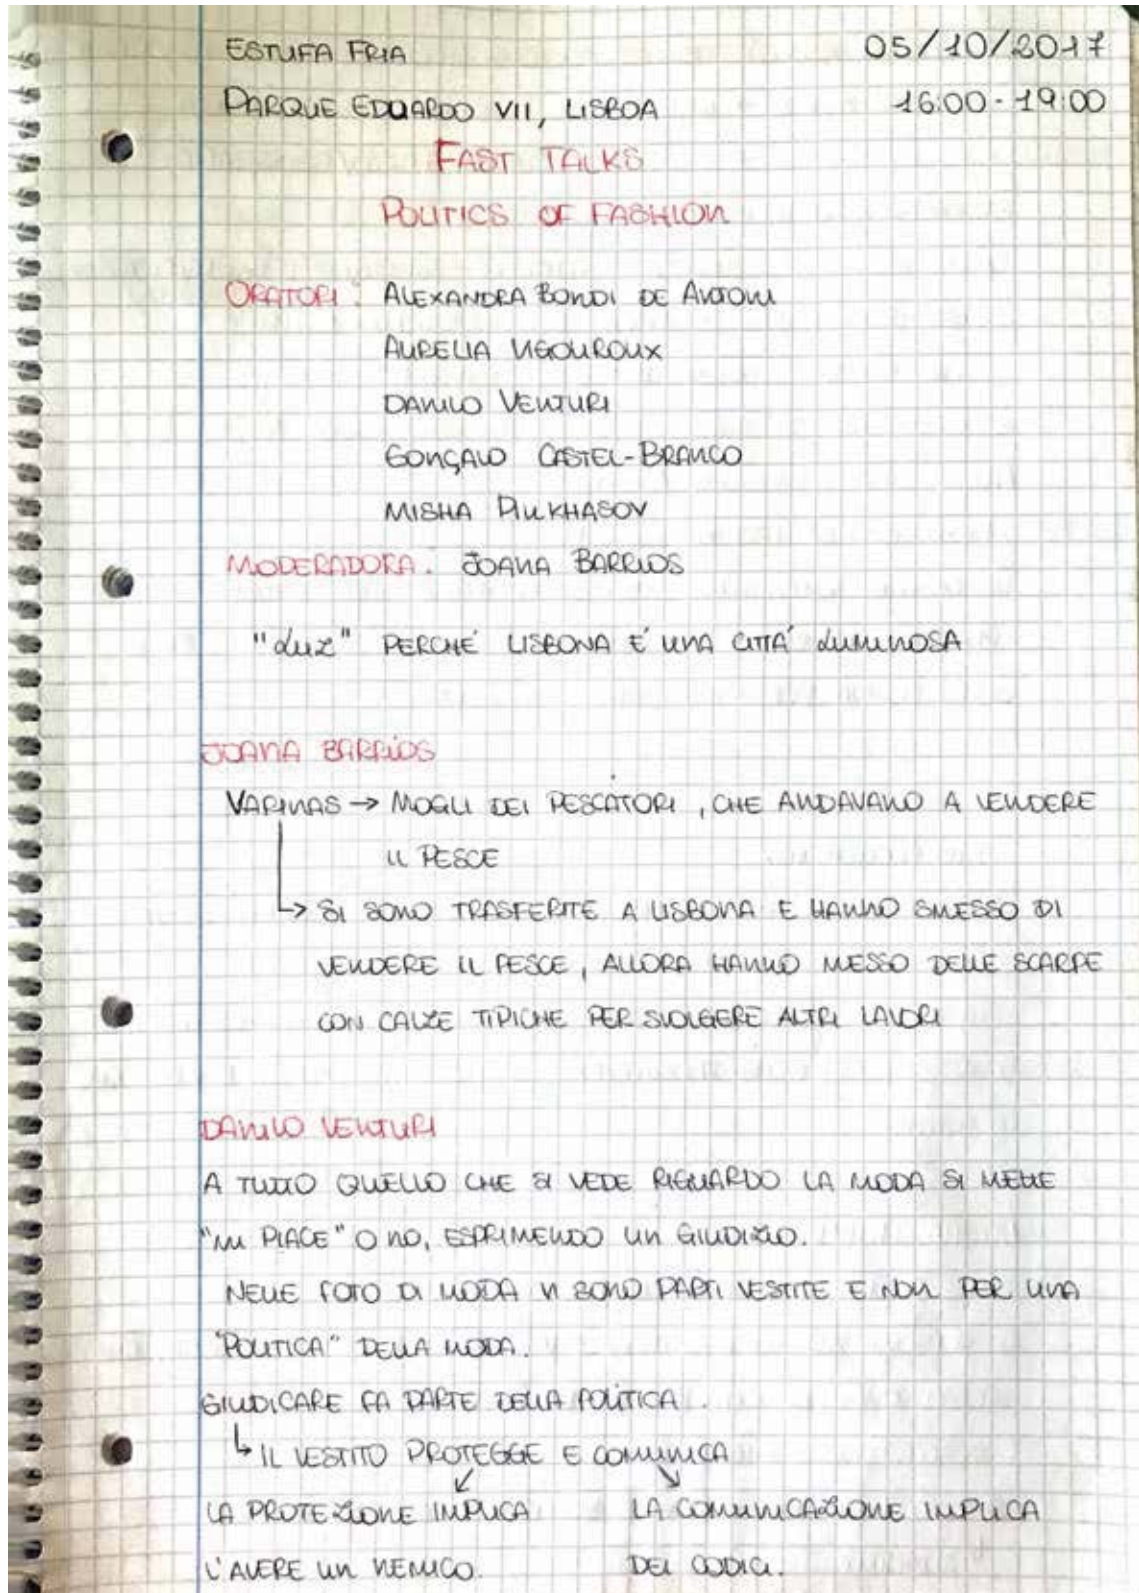 ESTUFA FRIA 05/10/2017
PARQUE EDUARDO VII, LISBOA 16:00-19:00
FAST TALKS
POLITICS OF FASHION
ORATORI: ALEXANDRA BONDI DE ANTONI
AURELIA VIGOUROUX
DANILO VENTURI
GONÇALO CASTEL-BRANCO
MISHA PINKHASOV
MODERADORA: JOANA BARRIOS
"LUZ" PERCHÉ LISBONA É UNA CITTÁ LUMINOSA
JOANA BARRIOS
VARINAS → MOGLI DEI PESCATORI, CHE ANDAVANO A VENDERE
IL PESCE
↳ SI SONO TRASFERITE A LISBONA E HANNO SMESSO DI
VENDERE IL PESCE, ALLORA HANNO MESSO DELLE SCARPE
CON CALZE TIPICHE PER SVOLGERE ALTRI LAVORI
DANILO VENTURI
A TUTTO QUELLO CHE SI VEDE RIGUARDO LA MODA SI METTE
"MI PIACE" O NO, ESPRIMENDO UN GIUDIZIO.
NELLE FOTO DI MODA VI SONO PARTI VESTITE E NON PER UNA
"POLITICA" DELLA MODA.
GIUDICARE FA PARTE DELLA POLITICA.
↳ IL VESTITO PROTEGGE E COMUNICA
↙ ↘
LA PROTEZIONE IMPLICA LA COMUNICAZIONE IMPLICA
L'AVERE UN NEMICO. DEI CODICI.